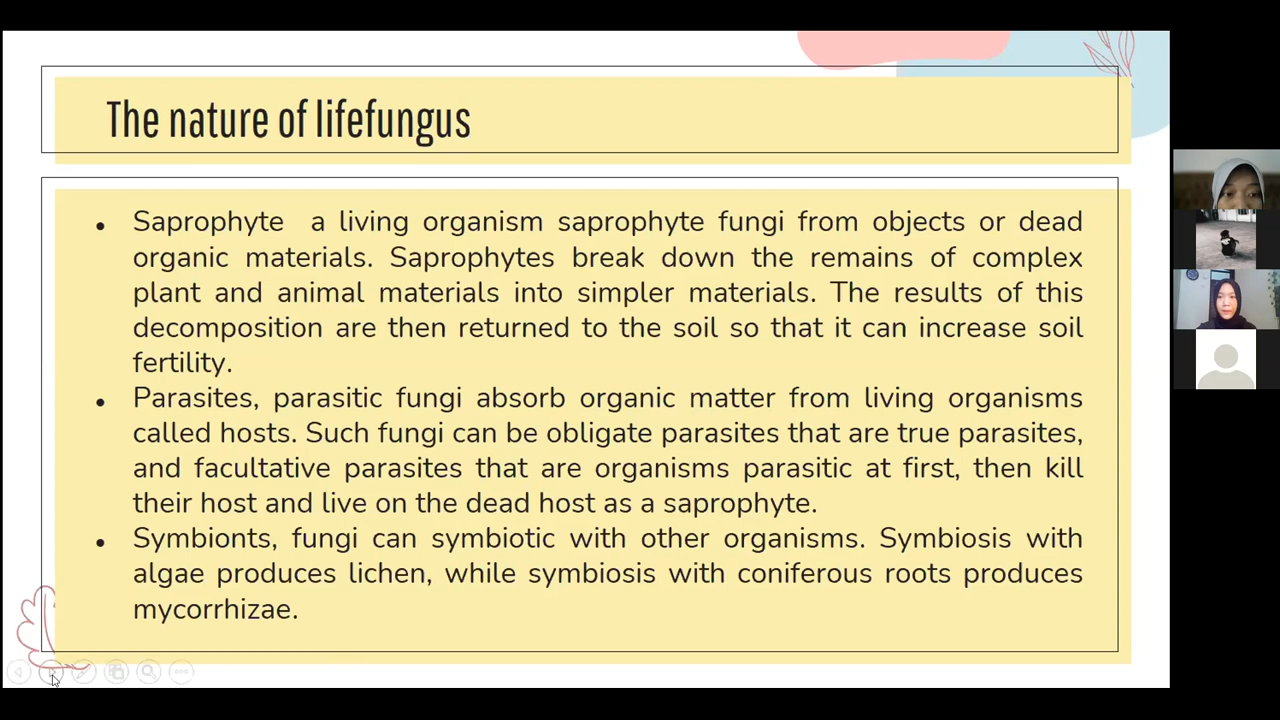 The nature of lifefungus
• Saprophyte a living organism saprophyte fungi from objects or dead
organic materials. Saprophytes break down the remains of complex
plant and animal materials into simpler materials. The results of this
decomposition are then returned to the soil so that it can increase soil
fertility.
• Parasites, parasitic fungi absorb organic matter from living organisms
called hosts. Such fungi can be obligate parasites that are true parasites,
and facultative parasites that are organisms parasitic at first, then kill
their host and live on the dead host as a saprophyte.
• Symbionts, fungi can symbiotic with other organisms. Symbiosis with
algae produces lichen, while symbiosis with coniferous roots produces
mycorrhizae.